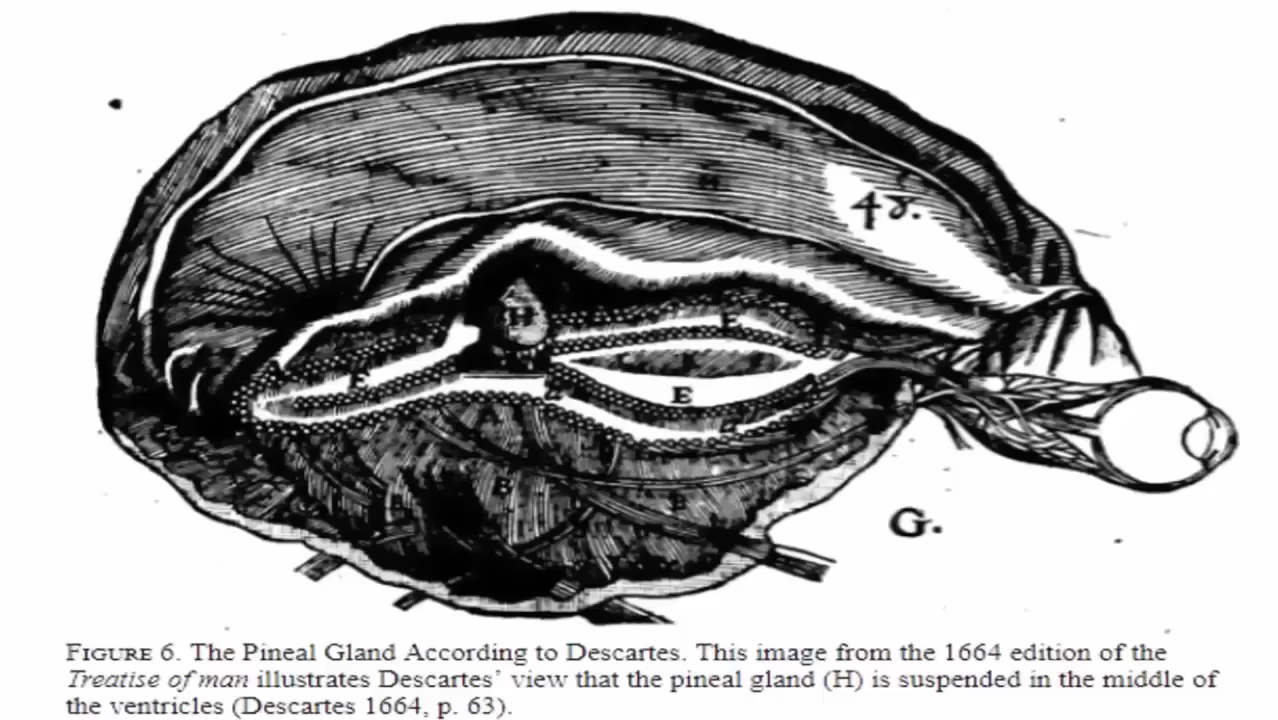 H
4 γ.
H
E
F
K
E
B
B
G.
FIGURE 6. The Pineal Gland According to Descartes. This image from the 1664 edition of the
Treatise of man illustrates Descartes’ view that the pineal gland (H) is suspended in the middle of
the ventricles (Descartes 1664, p. 63).